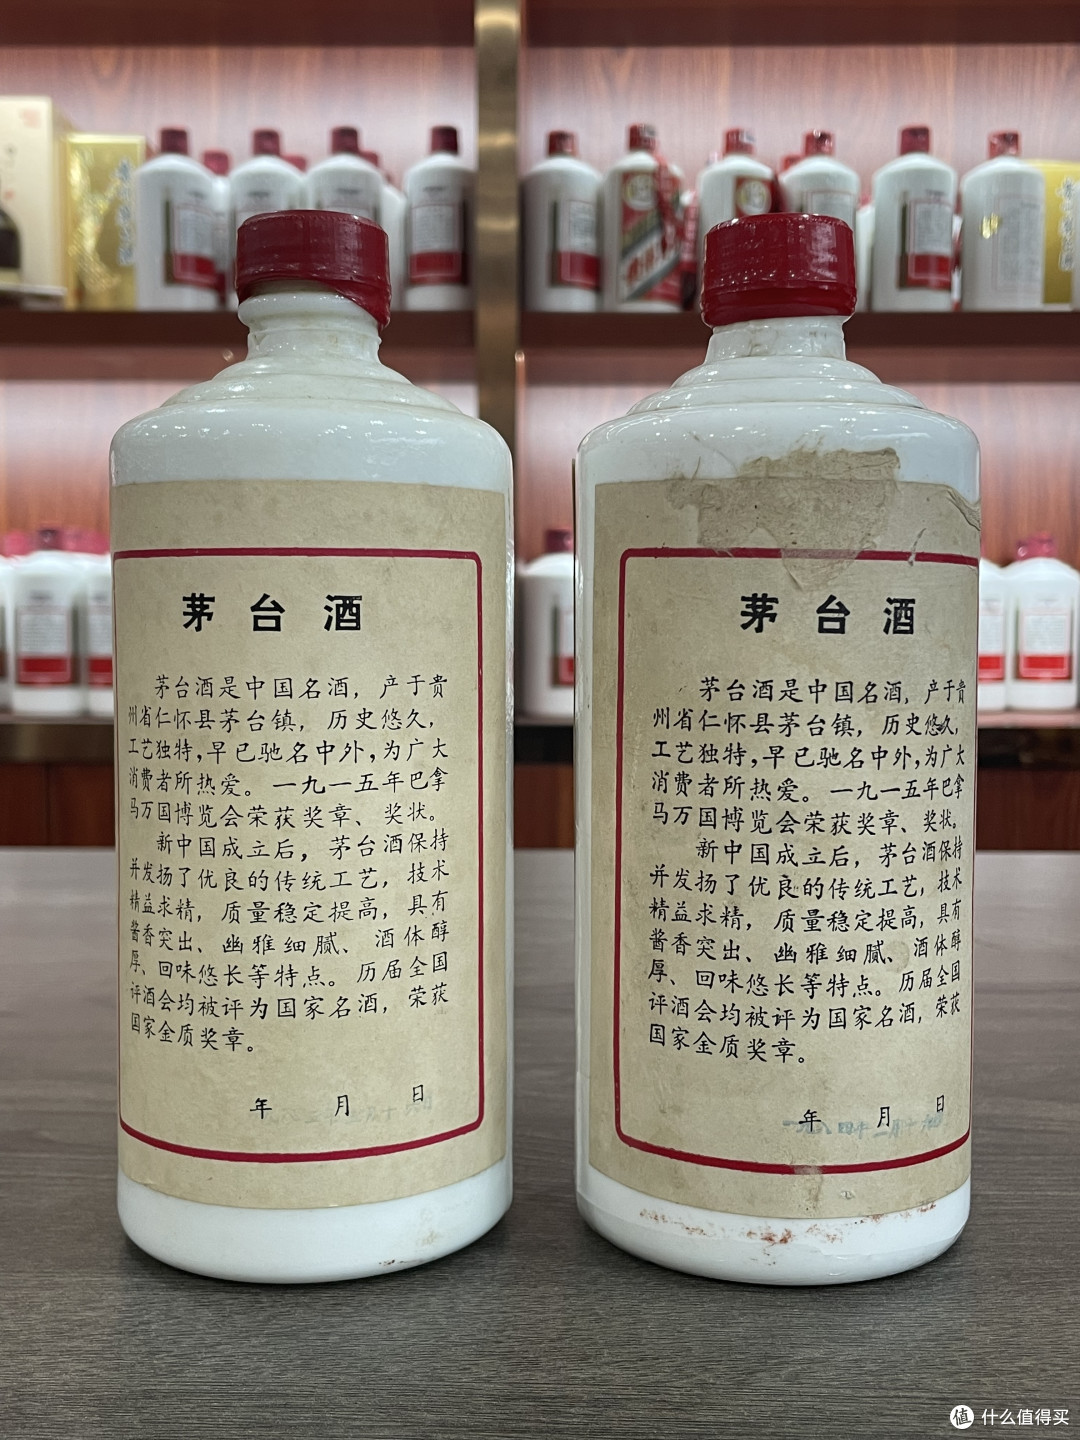 茅台酒
茅台酒是中国名酒，产于贵
州省仁怀县茅台镇，历史悠久，
工艺独特，早已驰名中外，为广大
消费者所热爱。一九一五年巴拿
马万国博览会荣获奖章、奖状。
新中国成立后，茅台酒保持
并发扬了优良的传统工艺，技术
精益求精，质量稳定提高，具有
酱香突出、幽雅细腻、酒体醇
厚、回味悠长等特点。历届全国
评酒会均被评为国家名酒，荣获
国家金质奖章。
年 月 日
茅台酒
茅台酒是中国名酒，产于贵
州省仁怀县茅台镇，历史悠久，
工艺独特，早已驰名中外，为广大
消费者所热爱。一九一五年巴拿
马万国博览会荣获奖章、奖状。
新中国成立后，茅台酒保持
并发扬了优良的传统工艺，技术
精益求精，质量稳定提高，具有
酱香突出、幽雅细腻、酒体醇
厚、回味悠长等特点。历届全国
评酒会均被评为国家名酒，荣获
国家金质奖章。
年 月 日
值 什么值得买